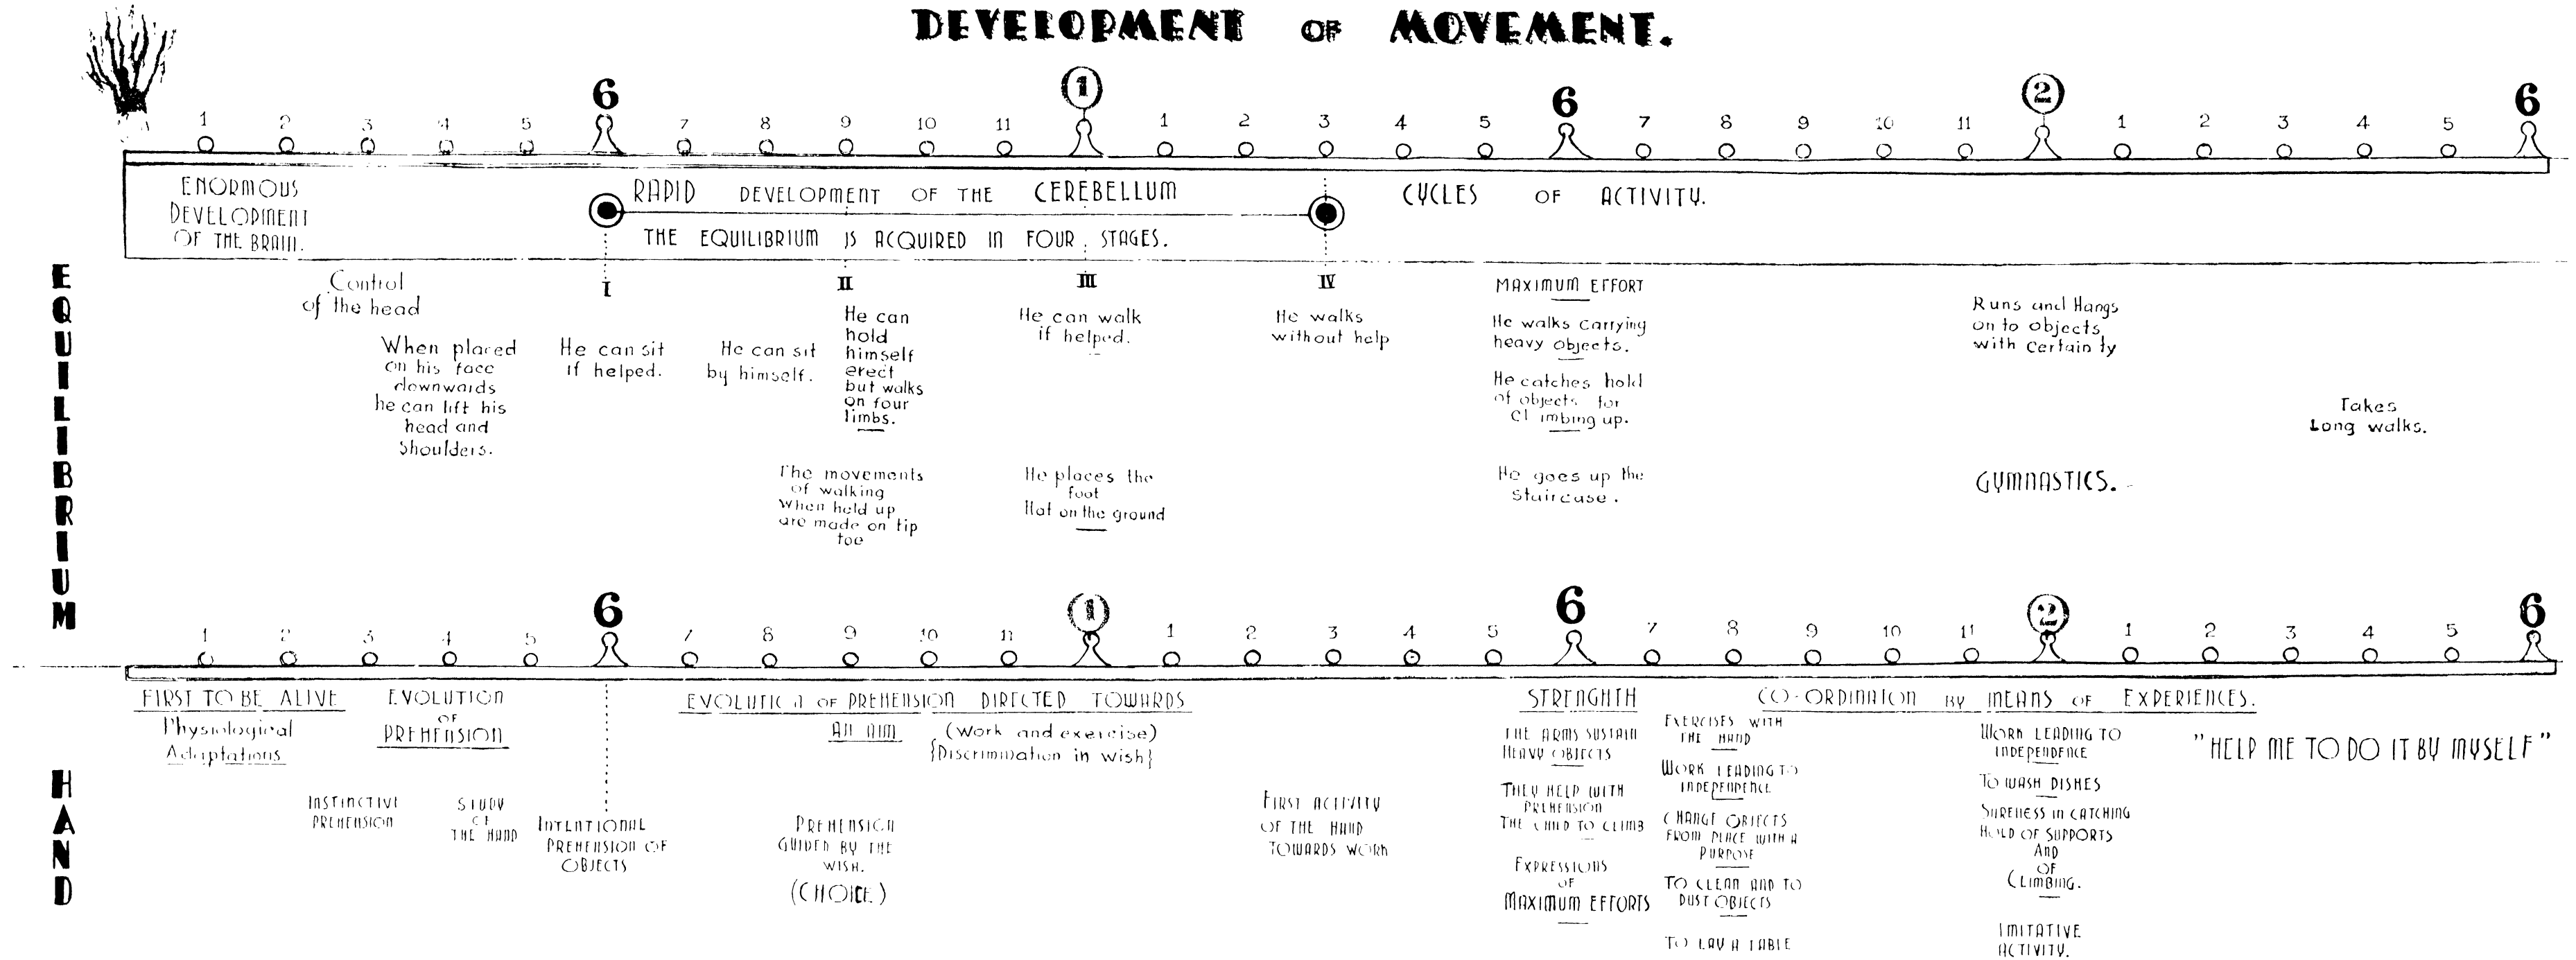 DEVELOPMENT OF MOVEMENT.
1 2 3 4 5 6 7 8 9 10 11 1 1 2 3 4 5 6 7 8 9 10 11 2 1 2 3 4 5 6
ENORMOUS
DEVELOPMENT
OF THE BRAIN.
RAPID DEVELOPMENT OF THE CEREBELLUM
THE EQUILIBRIUM IS ACQUIRED IN FOUR STAGES.
CYCLES OF ACTIVITY.
EQUILIBRIUM
Control
of the head
When placed
on his face
downwards
he can lift his
head and
Shoulders.
I
He can sit
if helped.
He can sit
by himself.
II
He can
hold
himself
erect
but walks
on four
limbs.
The movements
of walking
When held up
are made on tip
toe
III
He can walk
if helped.
He places the
foot
flat on the ground
IV
He walks
without help
MAXIMUM EFFORT
He walks carrying
heavy objects.
He catches hold
of objects for
Climbing up.
He goes up the
Staircase.
Runs and Hangs
on to objects
with Certainty
GYMNASTICS.
Takes
Long walks.
1 2 3 4 5 6 7 8 9 10 11 1 1 2 3 4 5 6 7 8 9 10 11 2 1 2 3 4 5 6
HAND
FIRST TO BE ALIVE
Physiological
Adaptations
INSTINCTIVE
PREHENSION
EVOLUTION
OF
PREHENSION
STUDY
OF
THE HAND
INTENTIONAL
PREHENSION OF
OBJECTS
EVOLUTION OF PREHENSION DIRECTED TOWARDS
AN AIM (Work and exercise)
{Discrimination in wish}
PREHENSION
GUIDED BY THE
WISH.
(CHOICE)
FIRST ACTIVITY
OF THE HAND
TOWARDS WORK
STRENGHTH
THE ARMS SUSTAIN
HEAVY OBJECTS
THEY HELP WITH
PREHENSION
THE CHILD TO CLIMB
EXPRESSIONS
OF
MAXIMUM EFFORTS
CO-ORDINATION BY MEANS OF EXPERIENCES.
EXERCISES WITH
THE HAND
WORK LEADING TO
INDEPENDENCE
CHANGE OBJECTS
FROM PLACE WITH A
PURPOSE
TO CLEAN AND TO
DUST OBJECTS
TO LAY A TABLE
WORK LEADING TO
INDEPENDENCE
TO WASH DISHES
SURENESS IN CATCHING
HOLD OF SUPPORTS
AND
OF
CLIMBING.
IMITATIVE
ACTIVITY.
"HELP ME TO DO IT BY MYSELF"